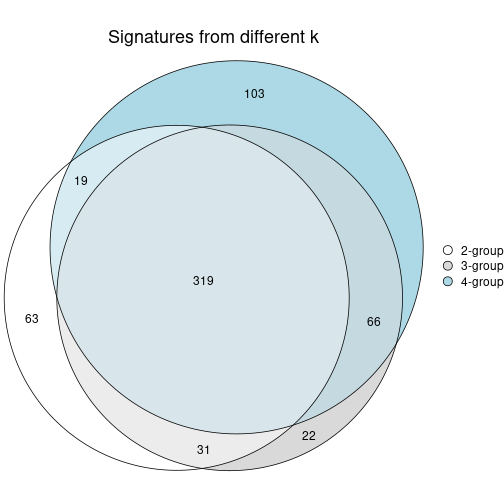 Signatures from different k
103
19
319
63
66
31
22
2-group
3-group
4-group